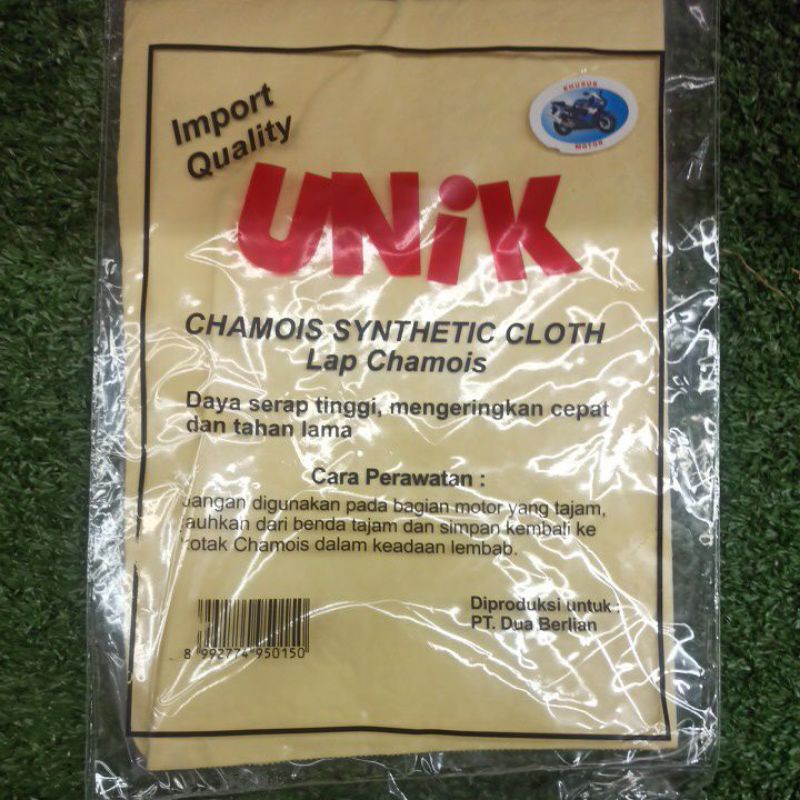 Import
Quality
KHUSUS
MOTOR
UNiK
CHAMOIS SYNTHETIC CLOTH
Lap Chamois
Daya serap tinggi, mengeringkan cepat
dan tahan lama
Cara Perawatan :
Jangan digunakan pada bagian motor yang tajam,
jauhkan dari benda tajam dan simpan kembali ke
kotak Chamois dalam keadaan lembab.
Diproduksi untuk :
PT. Dua Berlian
8 992774 950150